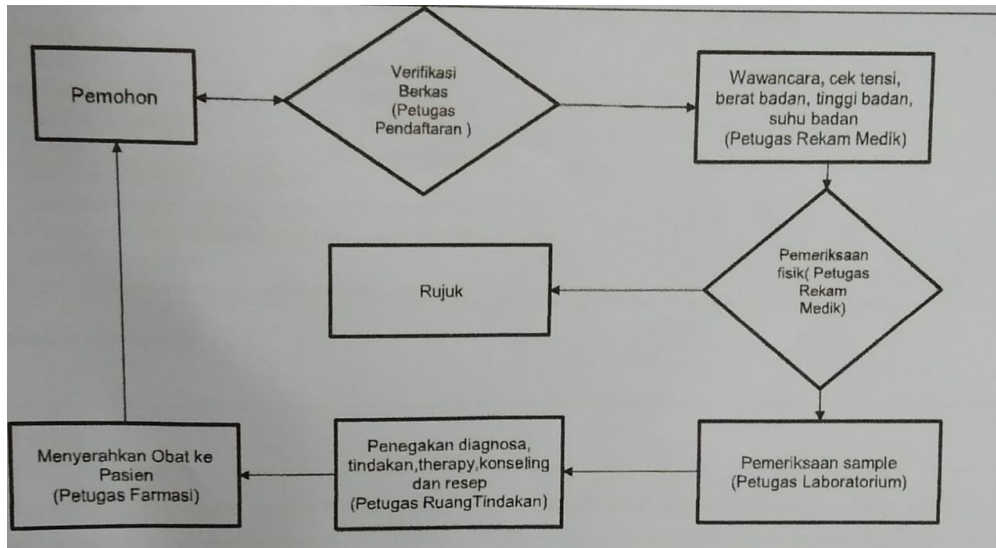 Pemohon
Verifikasi
Berkas
(Petugas
Pendaftaran )
Wawancara, cek tensi,
berat badan, tinggi badan,
suhu badan
(Petugas Rekam Medik)
Pemeriksaan
fisik( Petugas
Rekam
Medik)
Rujuk
Pemeriksaan sample
(Petugas Laboratorium)
Penegakan diagnosa,
tindakan,therapy,konseling
dan resep
(Petugas RuangTindakan)
Menyerahkan Obat ke
Pasien
(Petugas Farmasi)